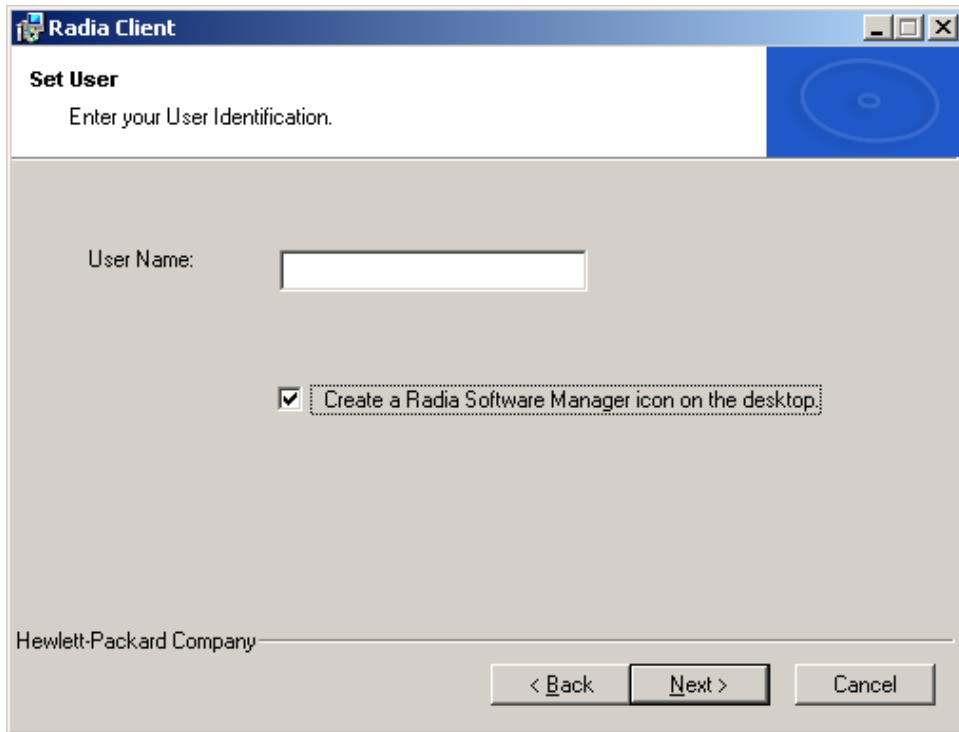 Radia Client
Set User
Enter your User Identification.
User Name:
Create a Radia Software Manager icon on the desktop.
Hewlett-Packard Company
< Back Next > Cancel